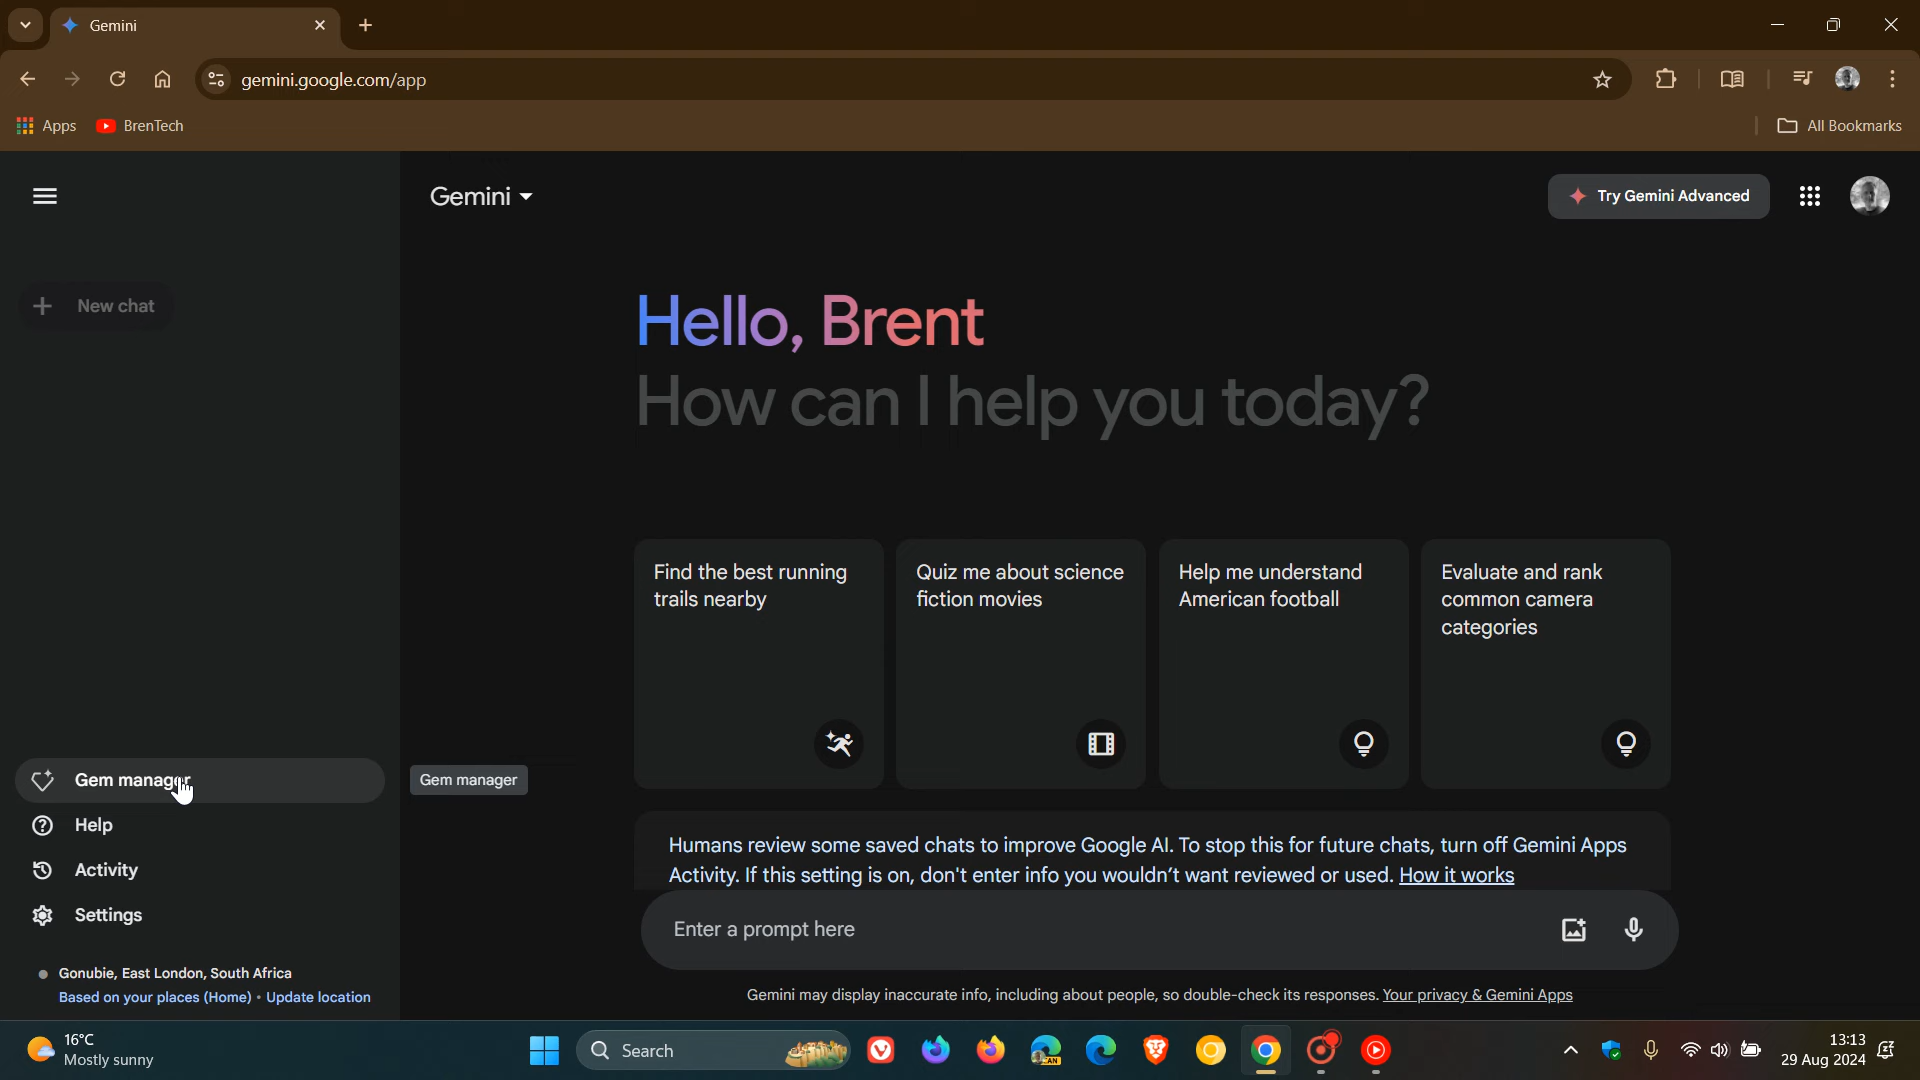 Gemini
gemini.google.com/app
Apps
BrenTech
All Bookmarks
Gemini
Try Gemini Advanced
New chat
Hello, Brent
How can I help you today?
Find the best running
trails nearby
Quiz me about science
fiction movies
Help me understand
American football
Evaluate and rank
common camera
categories
Gem manager
Gem manager
Help
Activity
Settings
Humans review some saved chats to improve Google AI. To stop this for future chats, turn off Gemini Apps
Activity. If this setting is on, don't enter info you wouldn't want reviewed or used. How it works
Enter a prompt here
Gonubie, East London, South Africa
Based on your places (Home) • Update location
Gemini may display inaccurate info, including about people, so double-check its responses. Your privacy & Gemini Apps
16°C
Mostly sunny
Search
CAN
13:13
29 Aug 2024